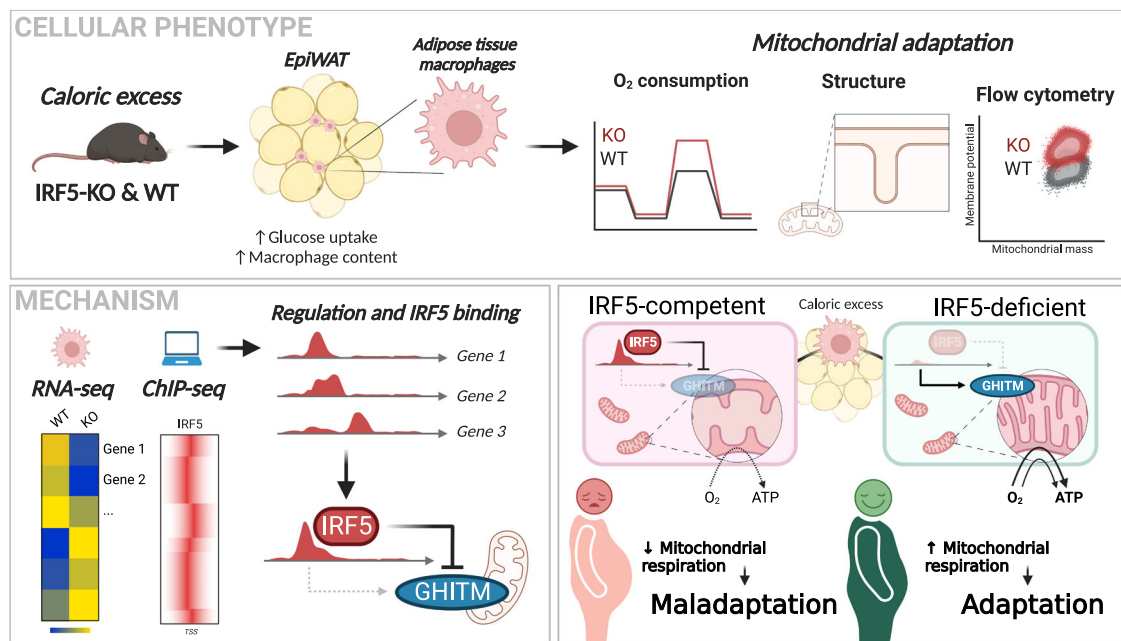 CELLULAR PHENOTYPE
Caloric excess
IRF5-KO & WT
EpiWAT
Adipose tissue
macrophages
↑ Glucose uptake
↑ Macrophage content
Mitochondrial adaptation
O₂ consumption
KO
WT
Structure
Flow cytometry
Membrane potential
KO
WT
Mitochondrial mass
MECHANISM
RNA-seq
ChIP-seq
WT
KO
Gene 1
Gene 2
...
IRF5
TSS
Regulation and IRF5 binding
Gene 1
Gene 2
Gene 3
IRF5
GHITM
IRF5-competent
IRF5
GHITM
O₂
ATP
Caloric excess
IRF5-deficient
IRF5
GHITM
O₂
ATP
↓ Mitochondrial
respiration
Maladaptation
↑ Mitochondrial
respiration
Adaptation